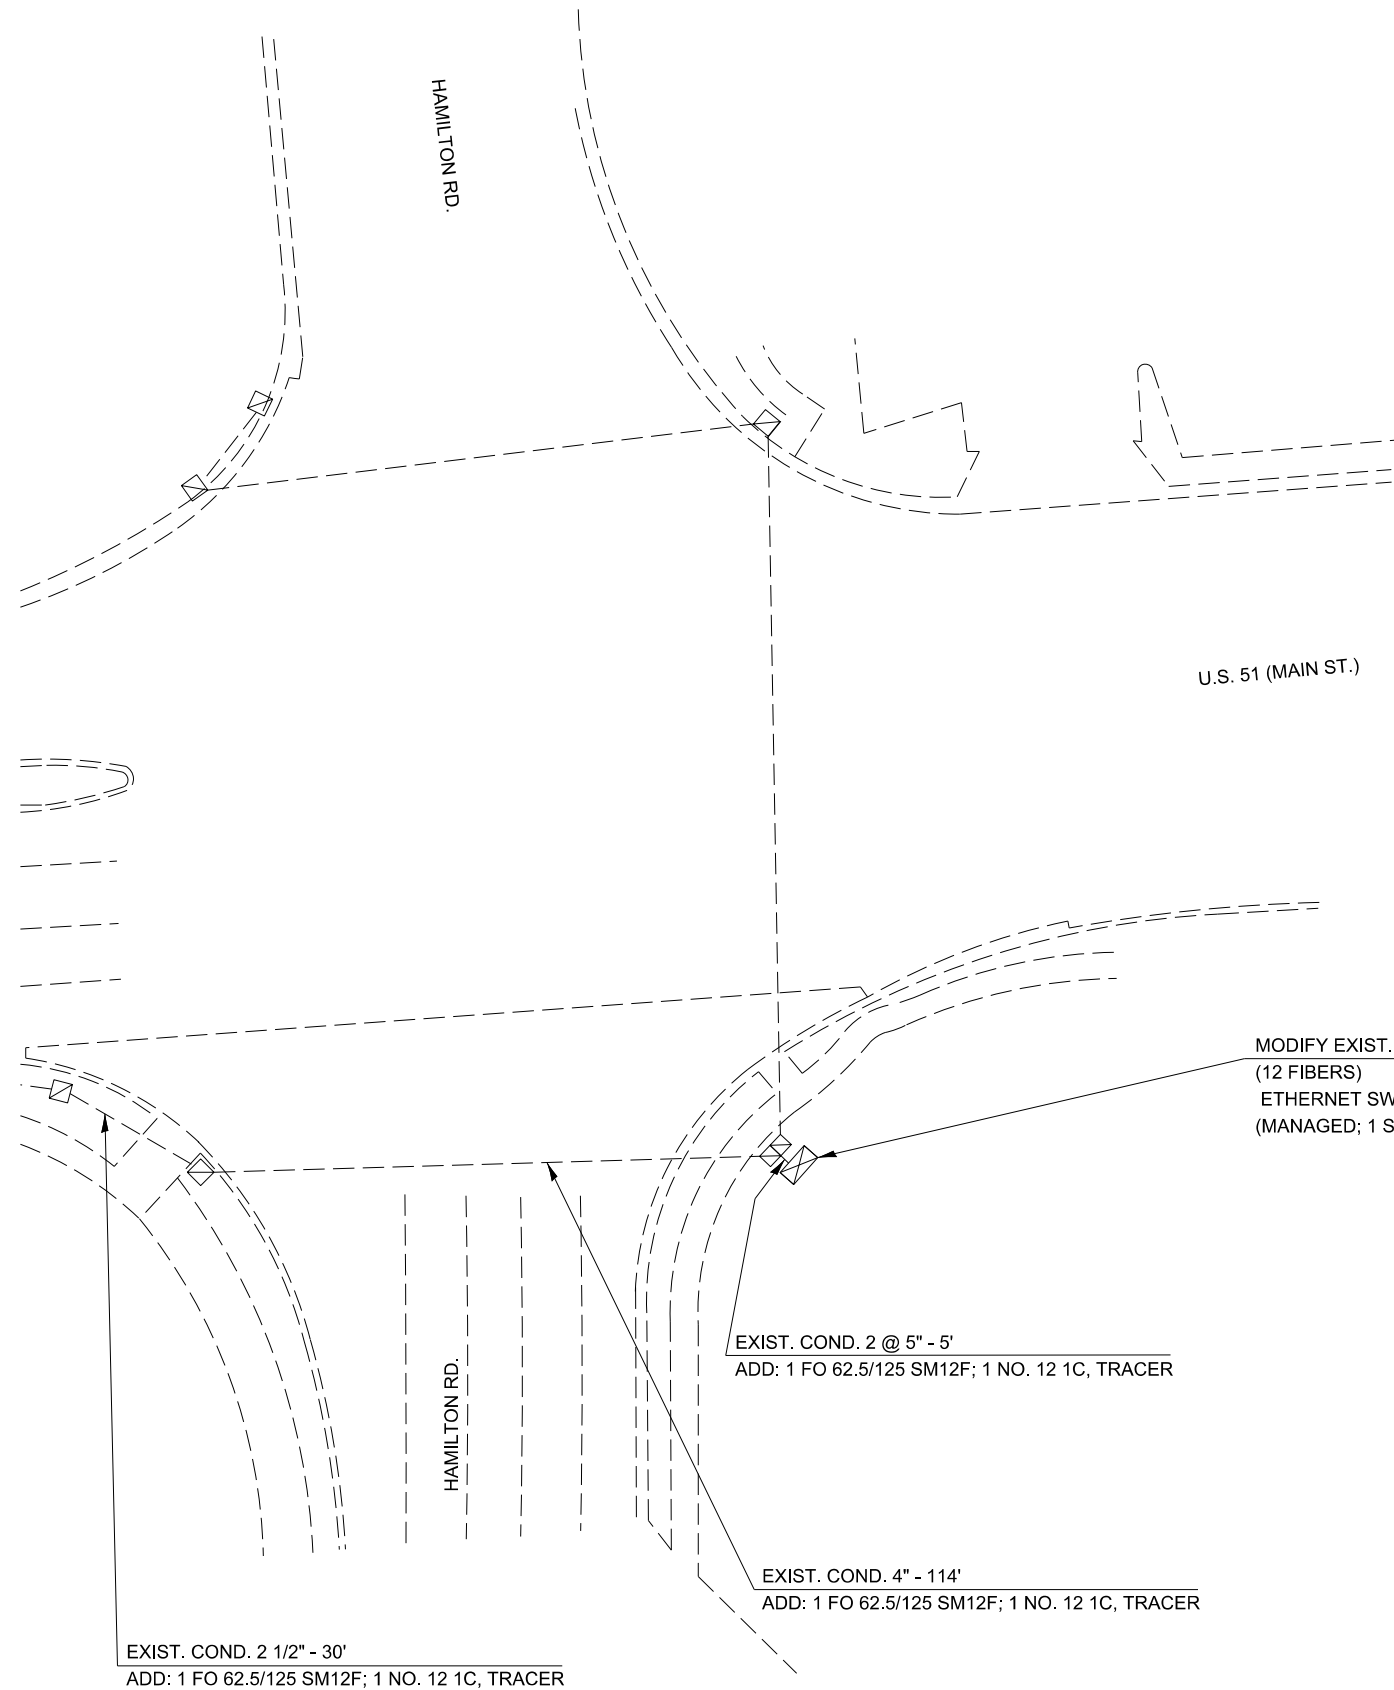 HAMILTON RD.
U.S. 51 (MAIN ST.)
MODIFY EXIST.
(12 FIBERS)
ETHERNET SW
(MANAGED; 1 S
EXIST. COND. 2 @ 5" - 5'
ADD: 1 FO 62.5/125 SM12F; 1 NO. 12 1C, TRACER
HAMILTON RD.
EXIST. COND. 4" - 114'
ADD: 1 FO 62.5/125 SM12F; 1 NO. 12 1C, TRACER
EXIST. COND. 2 1/2" - 30'
ADD: 1 FO 62.5/125 SM12F; 1 NO. 12 1C, TRACER